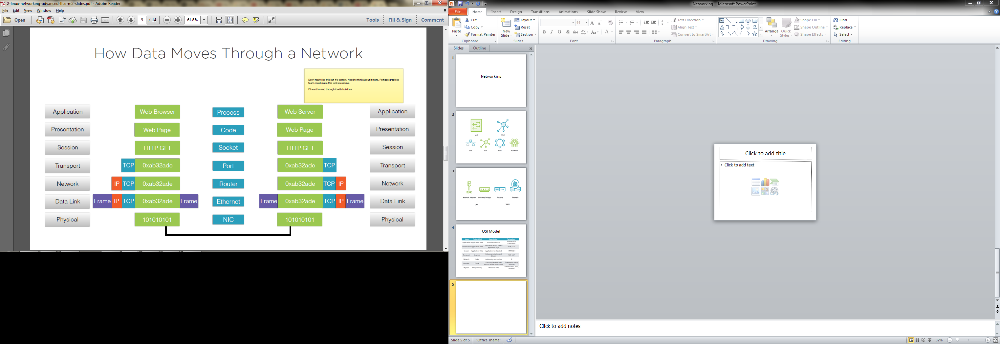 2-linux-networking-advanced-lfce-m2-slides.pdf - Adobe Reader
File Edit View Window Help
Open 9 / 14 61.8% Tools Fill & Sign Comment
How Data Moves Through a Network
Don't really like this but it's correct. Need to think about it more. Perhaps graphics
team could make this look awesome.
I'll want to step through it with build ins.
Application Web Browser Process Web Server Application
Presentation Web Page Code Web Page Presentation
Session HTTP GET Socket HTTP GET Session
Transport TCP 0xab32ade Port 0xab32ade TCP Transport
Network IP TCP 0xab32ade Router 0xab32ade TCP IP Network
Data Link Frame IP TCP 0xab32ade Frame Ethernet Frame 0xab32ade TCP IP Frame Data Link
Physical 101010101 NIC 101010101 Physical
Networking - Microsoft PowerPoint
File Home Insert Design Transitions Animations Slide Show Review View
Paste
Cut
Copy
Format Painter
Clipboard
New
Slide
Layout
Reset
Section
Slides
44
B I U S abc AV Aa A
Font
Text Direction
Align Text
Convert to SmartArt
Paragraph
Arrange
Quick
Styles
Shape Fill
Shape Outline
Shape Effects
Drawing
Find
Replace
Select
Editing
Slides Outline
1
Networking
2
LAN WAN
Bus Star Ring Full Mesh
3
RJ-45
Network Adapter Switches/Bridges Routers Firewalls
LAN WAN
4
OSI Model
Layer Protocol Unit Description Technology
Application Application Data Actual application Browser, FTP
Commands,
Presentation Application Data Translation of data for the
application layer HTML, CSS
Session Application Data Application level socket HTTP, SSH
Transport Segment Data segmentation and
delivery TCP, UDP
Network Packet Addressing and routing IP
Data link Frame Encoding between end
stations, and access control Ethernet encoding,
switches
Physical bits (010101) The actual wire Ethernet NICs, hubs,
modems
5
Click to add title
• Click to add text
Click to add notes
Slide 5 of 5 "Office Theme" 32%